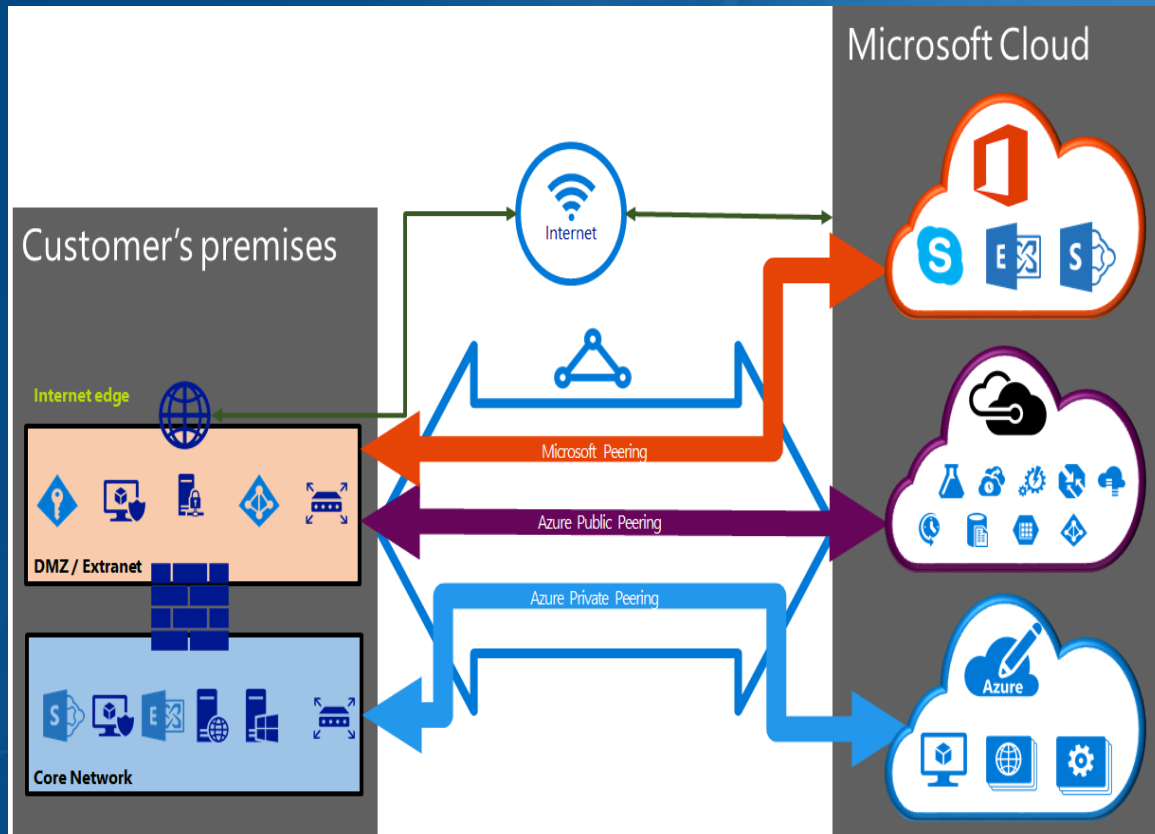 Microsoft Cloud
Internet
S
E
S
Customer's premises
Internet edge
Microsoft Peering
Azure Public Peering
DMZ / Extranet
Azure Private Peering
Azure
S
E
Core Network